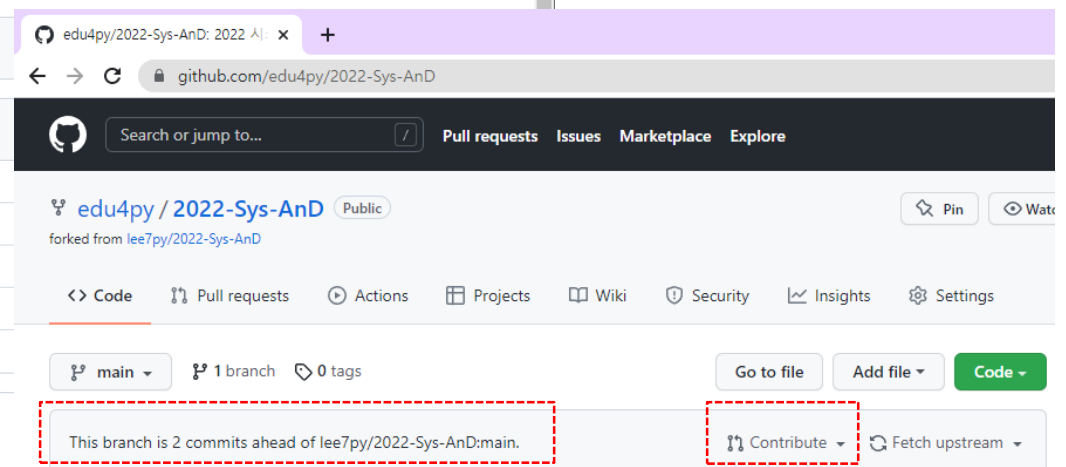 edu4py/2022-Sys-AnD: 2022 시
github.com/edu4py/2022-Sys-AnD
Search or jump to... / Pull requests Issues Marketplace Explore
edu4py / 2022-Sys-AnD Public Pin Watc
forked from lee7py/2022-Sys-AnD
Code Pull requests Actions Projects Wiki Security Insights Settings
main 1 branch 0 tags Go to file Add file Code
This branch is 2 commits ahead of lee7py/2022-Sys-AnD:main. Contribute Fetch upstream